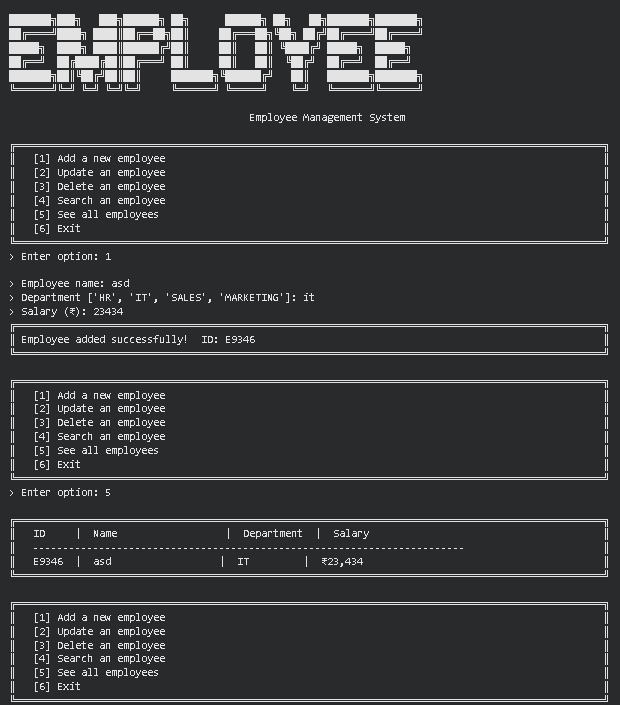 EMPLOYEE
Employee Management System
[1] Add a new employee
[2] Update an employee
[3] Delete an employee
[4] Search an employee
[5] See all employees
[6] Exit
> Enter option: 1
> Employee name: asd
> Department ['HR', 'IT', 'SALES', 'MARKETING']: it
> Salary (₹): 23434
Employee added successfully!  ID: E9346
[1] Add a new employee
[2] Update an employee
[3] Delete an employee
[4] Search an employee
[5] See all employees
[6] Exit
> Enter option: 5
ID | Name | Department | Salary
------------------------------------------------------------------------
E9346 | asd | IT | ₹23,434
[1] Add a new employee
[2] Update an employee
[3] Delete an employee
[4] Search an employee
[5] See all employees
[6] Exit